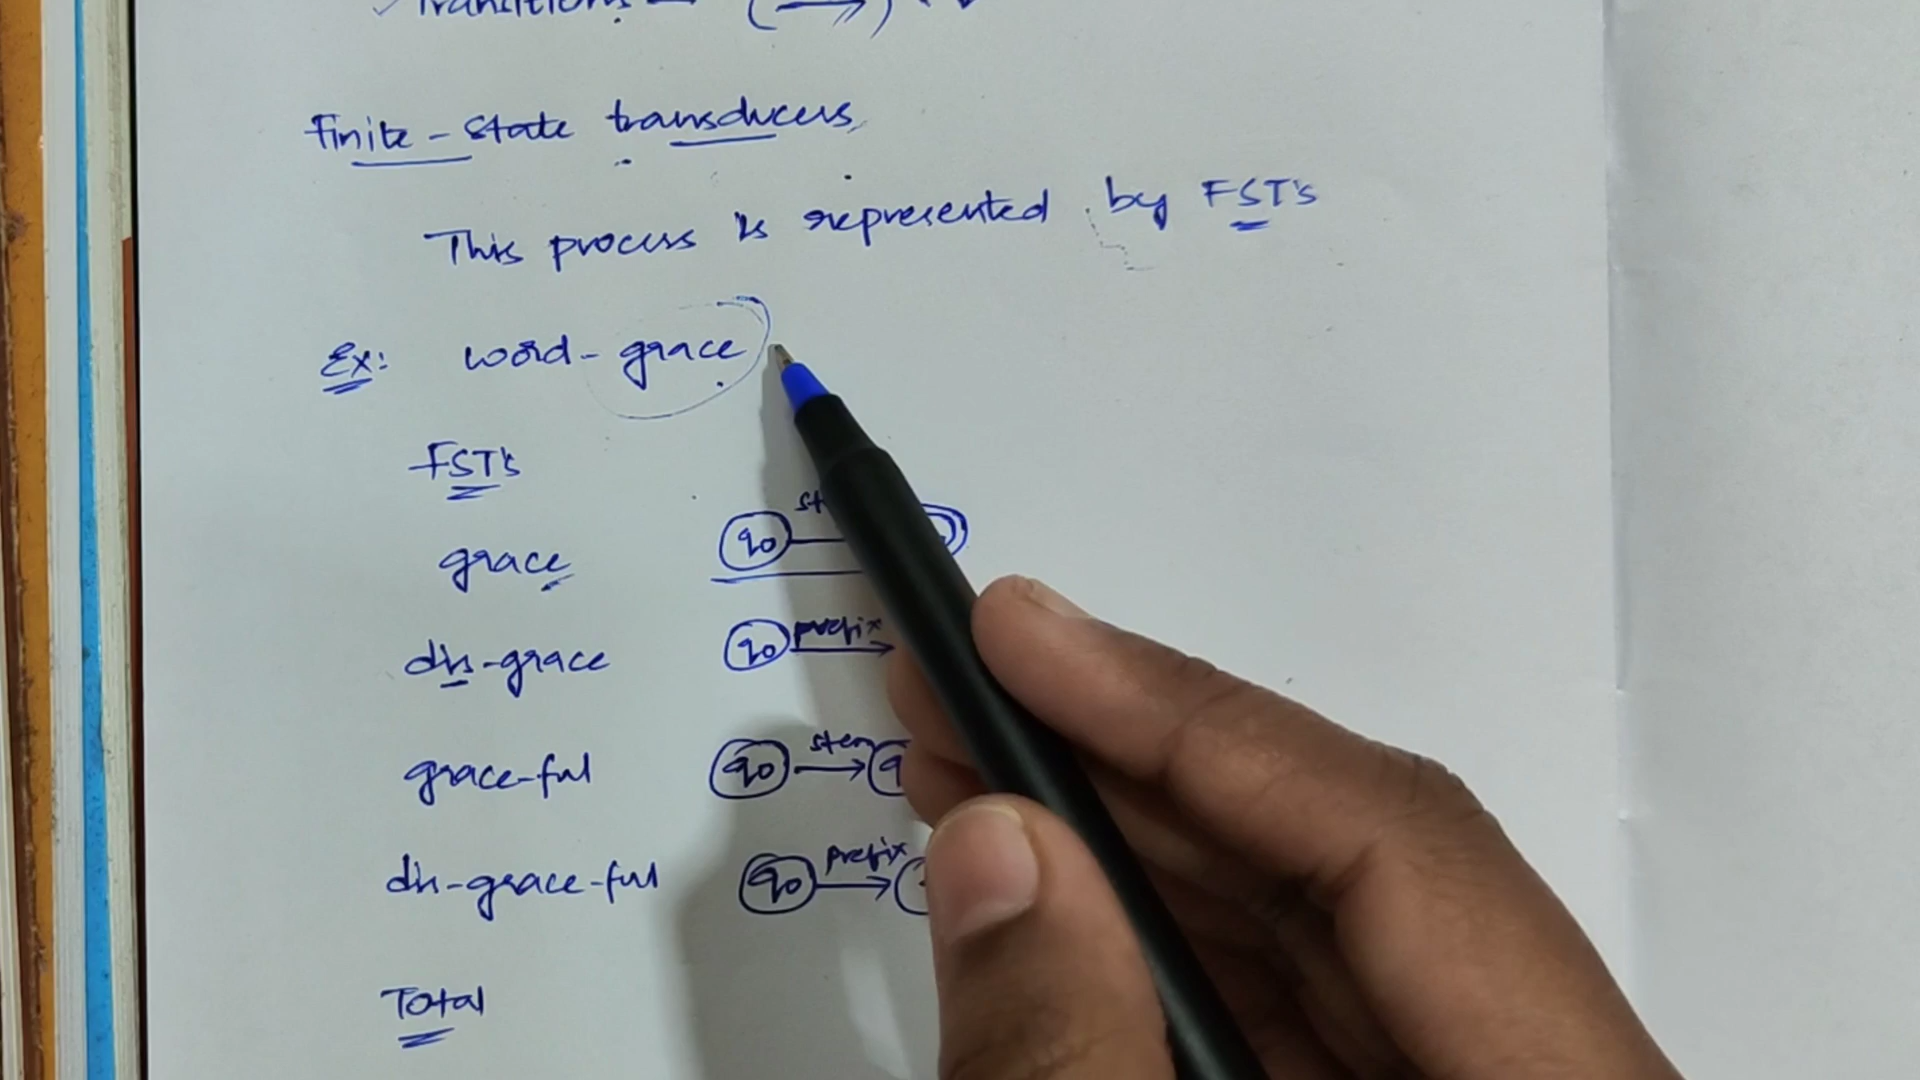 Transitions → (→)
Finite-state transducers
This process is represented by FST's
Ex: word - grace
FST's
grace q0
dis-grace q0 prefix
grace-ful q0 stem q
dis-grace-ful q0 prefix
Total